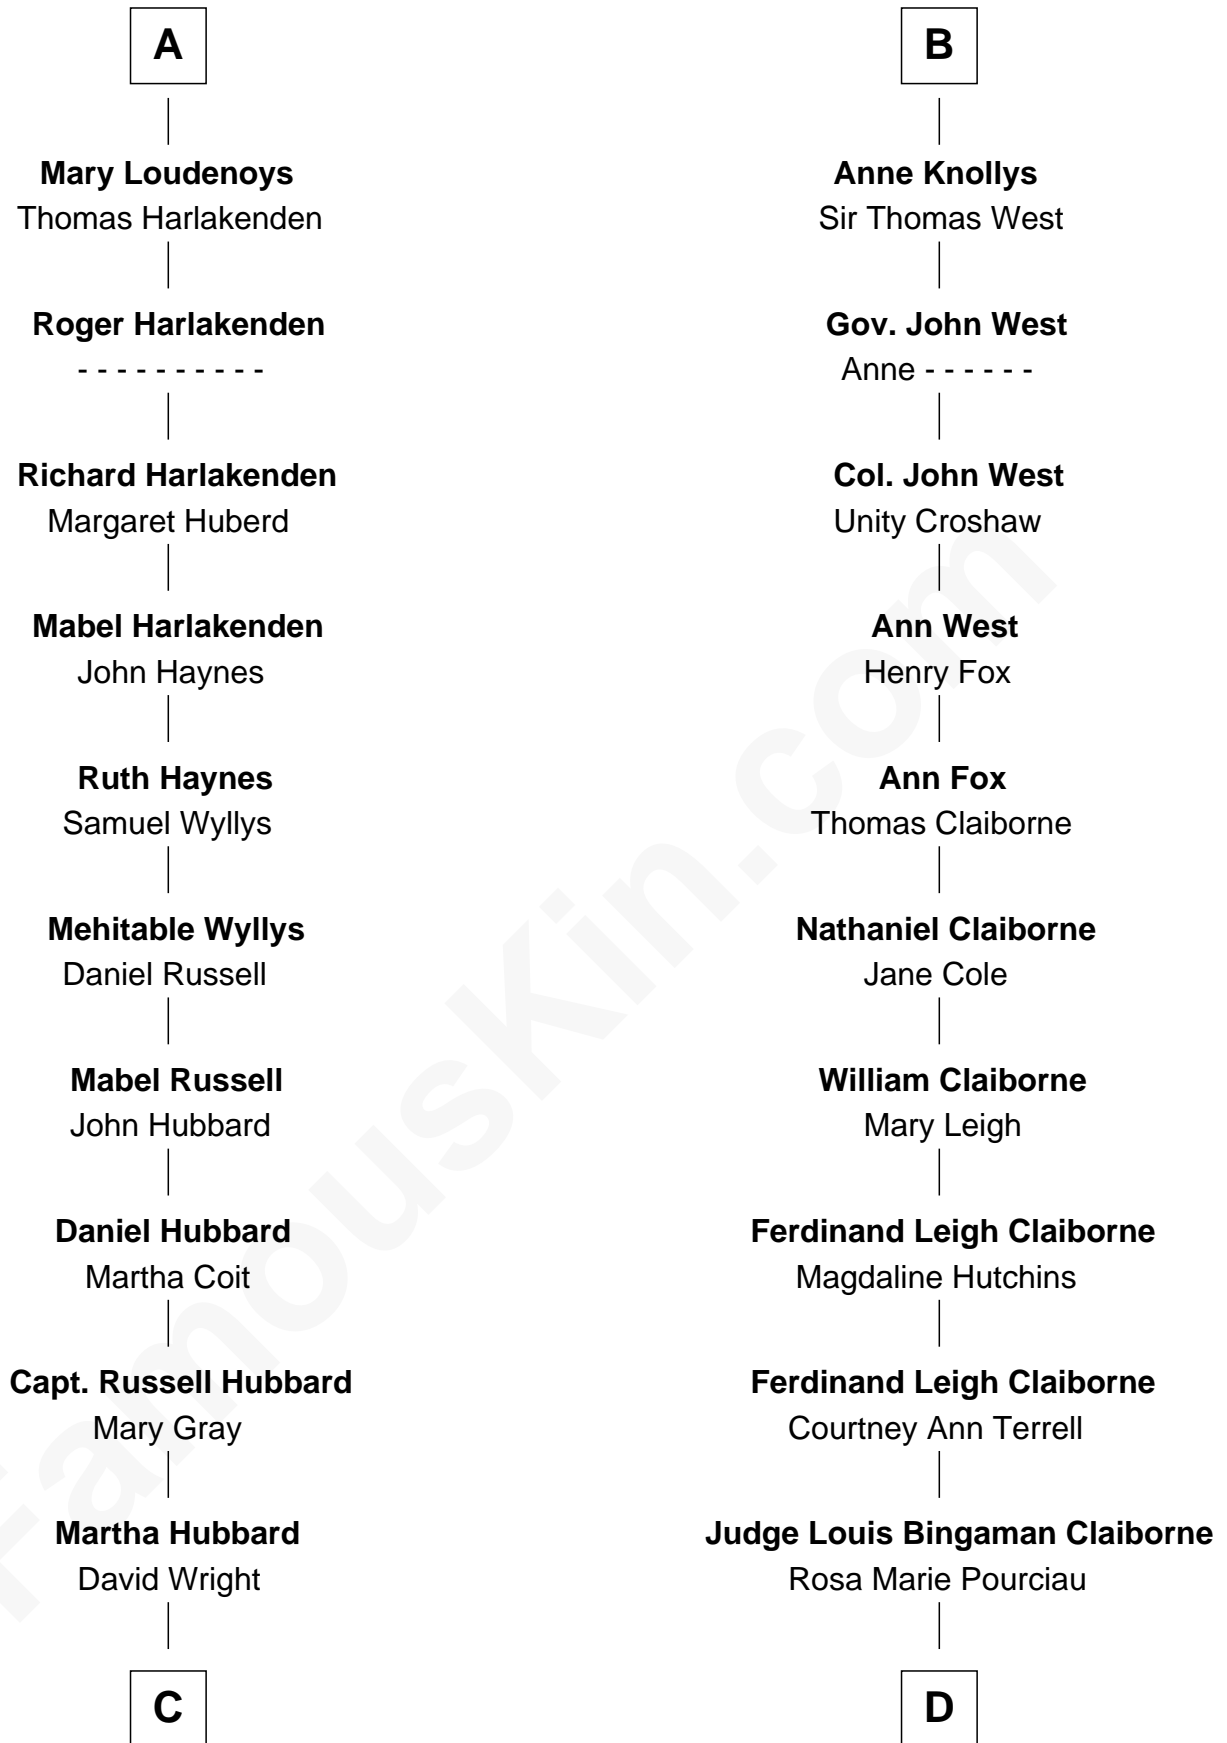 A
Mary Loudenoys
Thomas Harlakenden
Roger Harlakenden
- - - - - - - - - -
Richard Harlakenden
Margaret Huberd
Mabel Harlakenden
John Haynes
Ruth Haynes
Samuel Wyllys
Mehitable Wyllys
Daniel Russell
Mabel Russell
John Hubbard
Daniel Hubbard
Martha Coit
Capt. Russell Hubbard
Mary Gray
Martha Hubbard
David Wright
C
B
Anne Knollys
Sir Thomas West
Gov. John West
Anne - - - - - -
Col. John West
Unity Croshaw
Ann West
Henry Fox
Ann Fox
Thomas Claiborne
Nathaniel Claiborne
Jane Cole
William Claiborne
Mary Leigh
Ferdinand Leigh Claiborne
Magdaline Hutchins
Ferdinand Leigh Claiborne
Courtney Ann Terrell
Judge Louis Bingaman Claiborne
Rosa Marie Pourciau
D
FamousKin.com